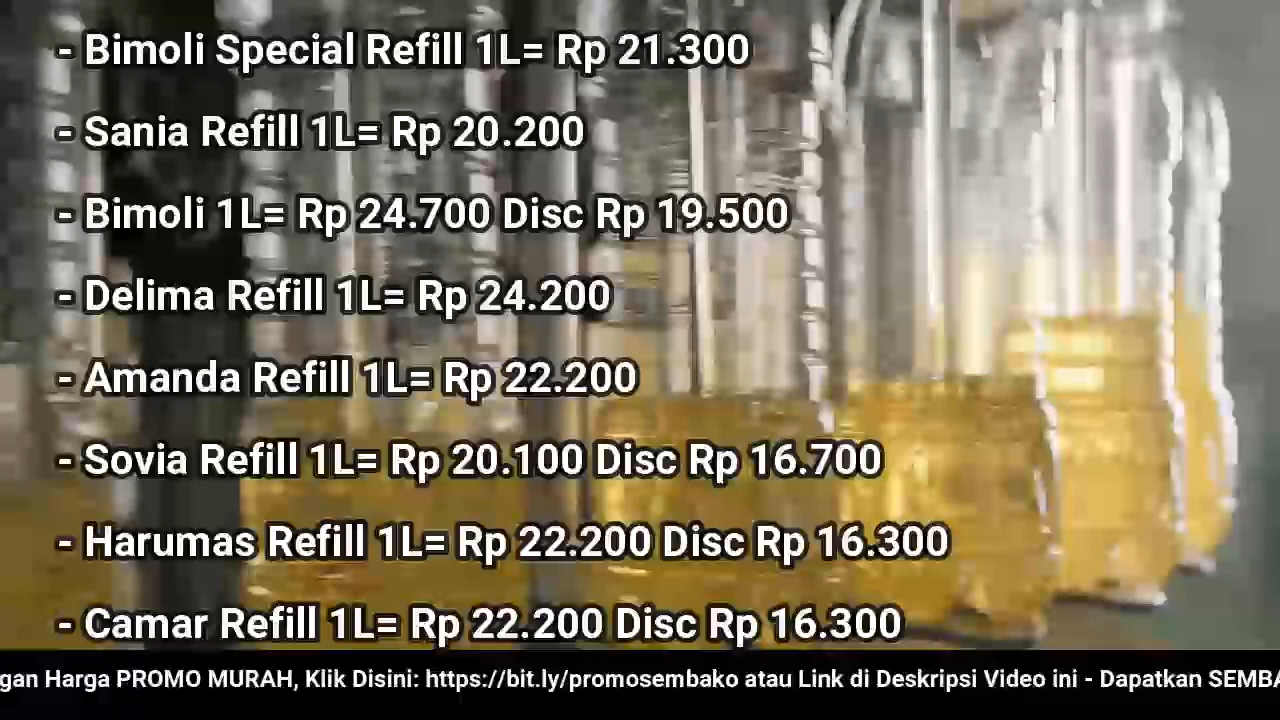 - Bimoli Special Refill 1L= Rp 21.300
- Sania Refill 1L= Rp 20.200
- Bimoli 1L= Rp 24.700 Disc Rp 19.500
- Delima Refill 1L= Rp 24.200
- Amanda Refill 1L= Rp 22.200
- Sovia Refill 1L= Rp 20.100 Disc Rp 16.700
- Harumas Refill 1L= Rp 22.200 Disc Rp 16.300
- Camar Refill 1L= Rp 22.200 Disc Rp 16.300
gan Harga PROMO MURAH, Klik Disini: https://bit.ly/promosembako atau Link di Deskripsi Video ini - Dapatkan SEMBA